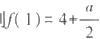 f( 1 ) = 4+a/2